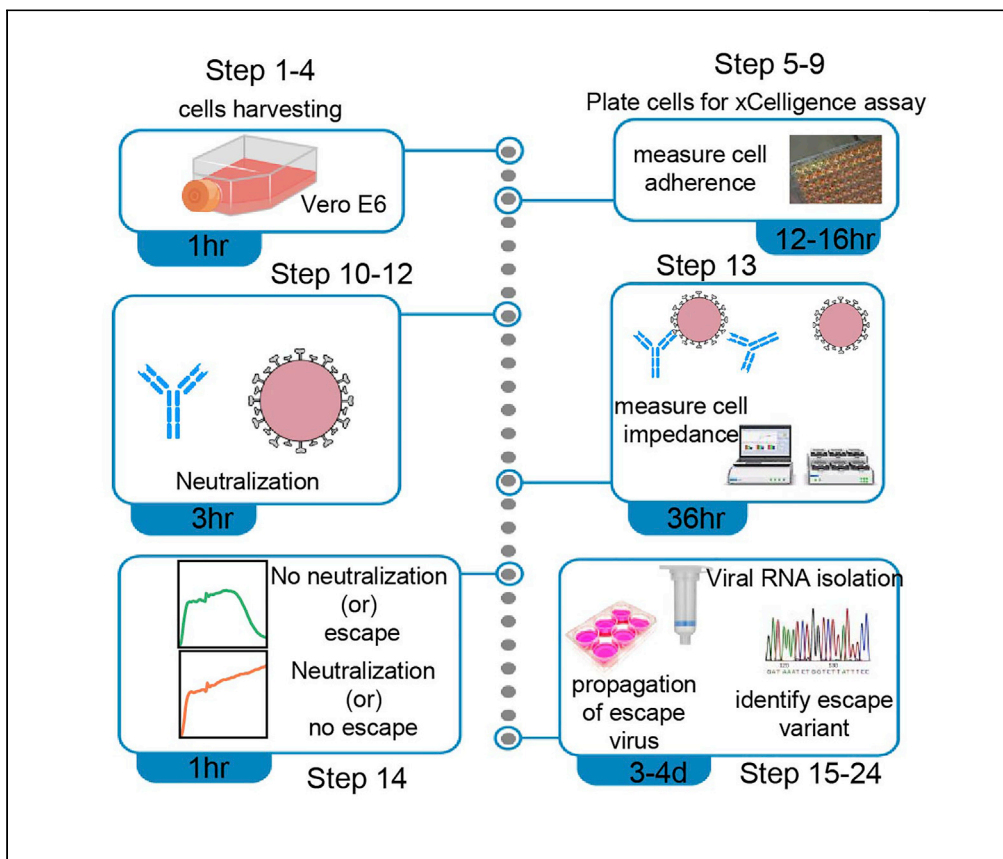 Step 1-4
cells harvesting
Vero E6
1hr
Step 5-9
Plate cells for xCelligence assay
measure cell
adherence
12-16hr
Step 10-12
Neutralization
3hr
Step 13
measure cell
impedance
36hr
No neutralization
(or)
escape
Neutralization
(or)
no escape
1hr
Step 14
Viral RNA isolation
propagation
of escape
virus
identify escape
variant
3-4d
Step 15-24